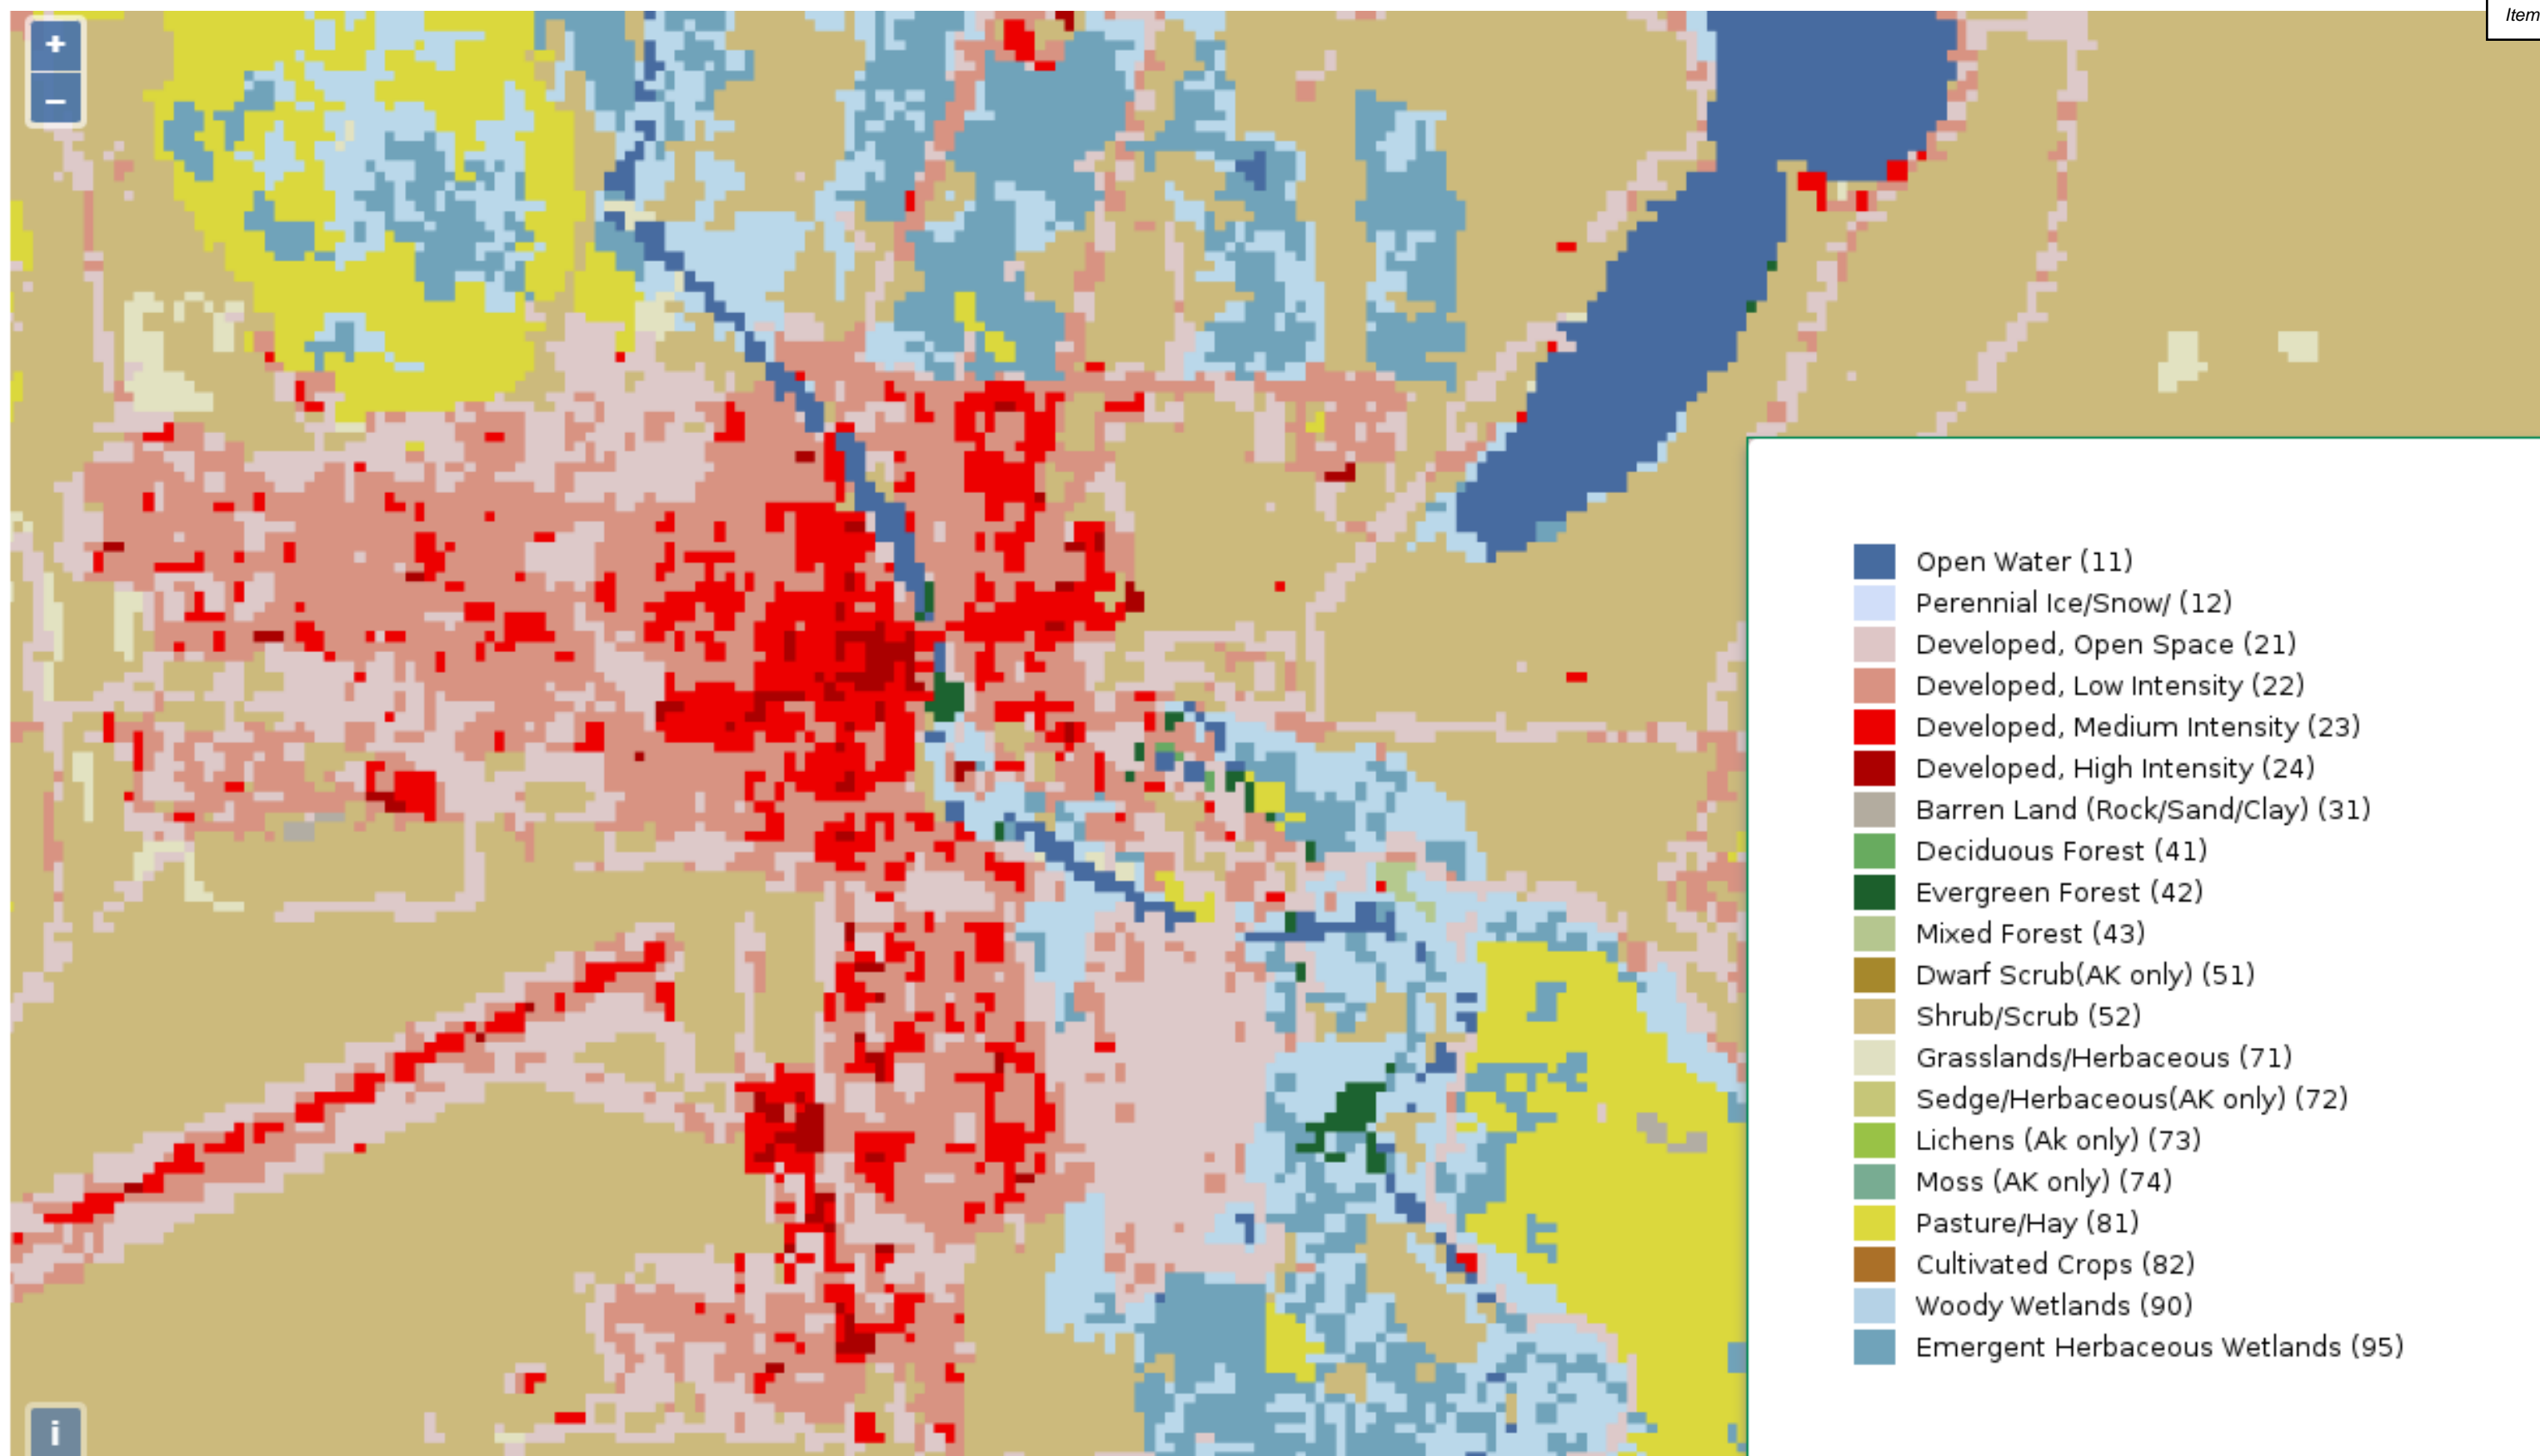 Item
+
–
Open Water (11)
Perennial Ice/Snow/ (12)
Developed, Open Space (21)
Developed, Low Intensity (22)
Developed, Medium Intensity (23)
Developed, High Intensity (24)
Barren Land (Rock/Sand/Clay) (31)
Deciduous Forest (41)
Evergreen Forest (42)
Mixed Forest (43)
Dwarf Scrub(AK only) (51)
Shrub/Scrub (52)
Grasslands/Herbaceous (71)
Sedge/Herbaceous(AK only) (72)
Lichens (Ak only) (73)
Moss (AK only) (74)
Pasture/Hay (81)
Cultivated Crops (82)
Woody Wetlands (90)
Emergent Herbaceous Wetlands (95)
i